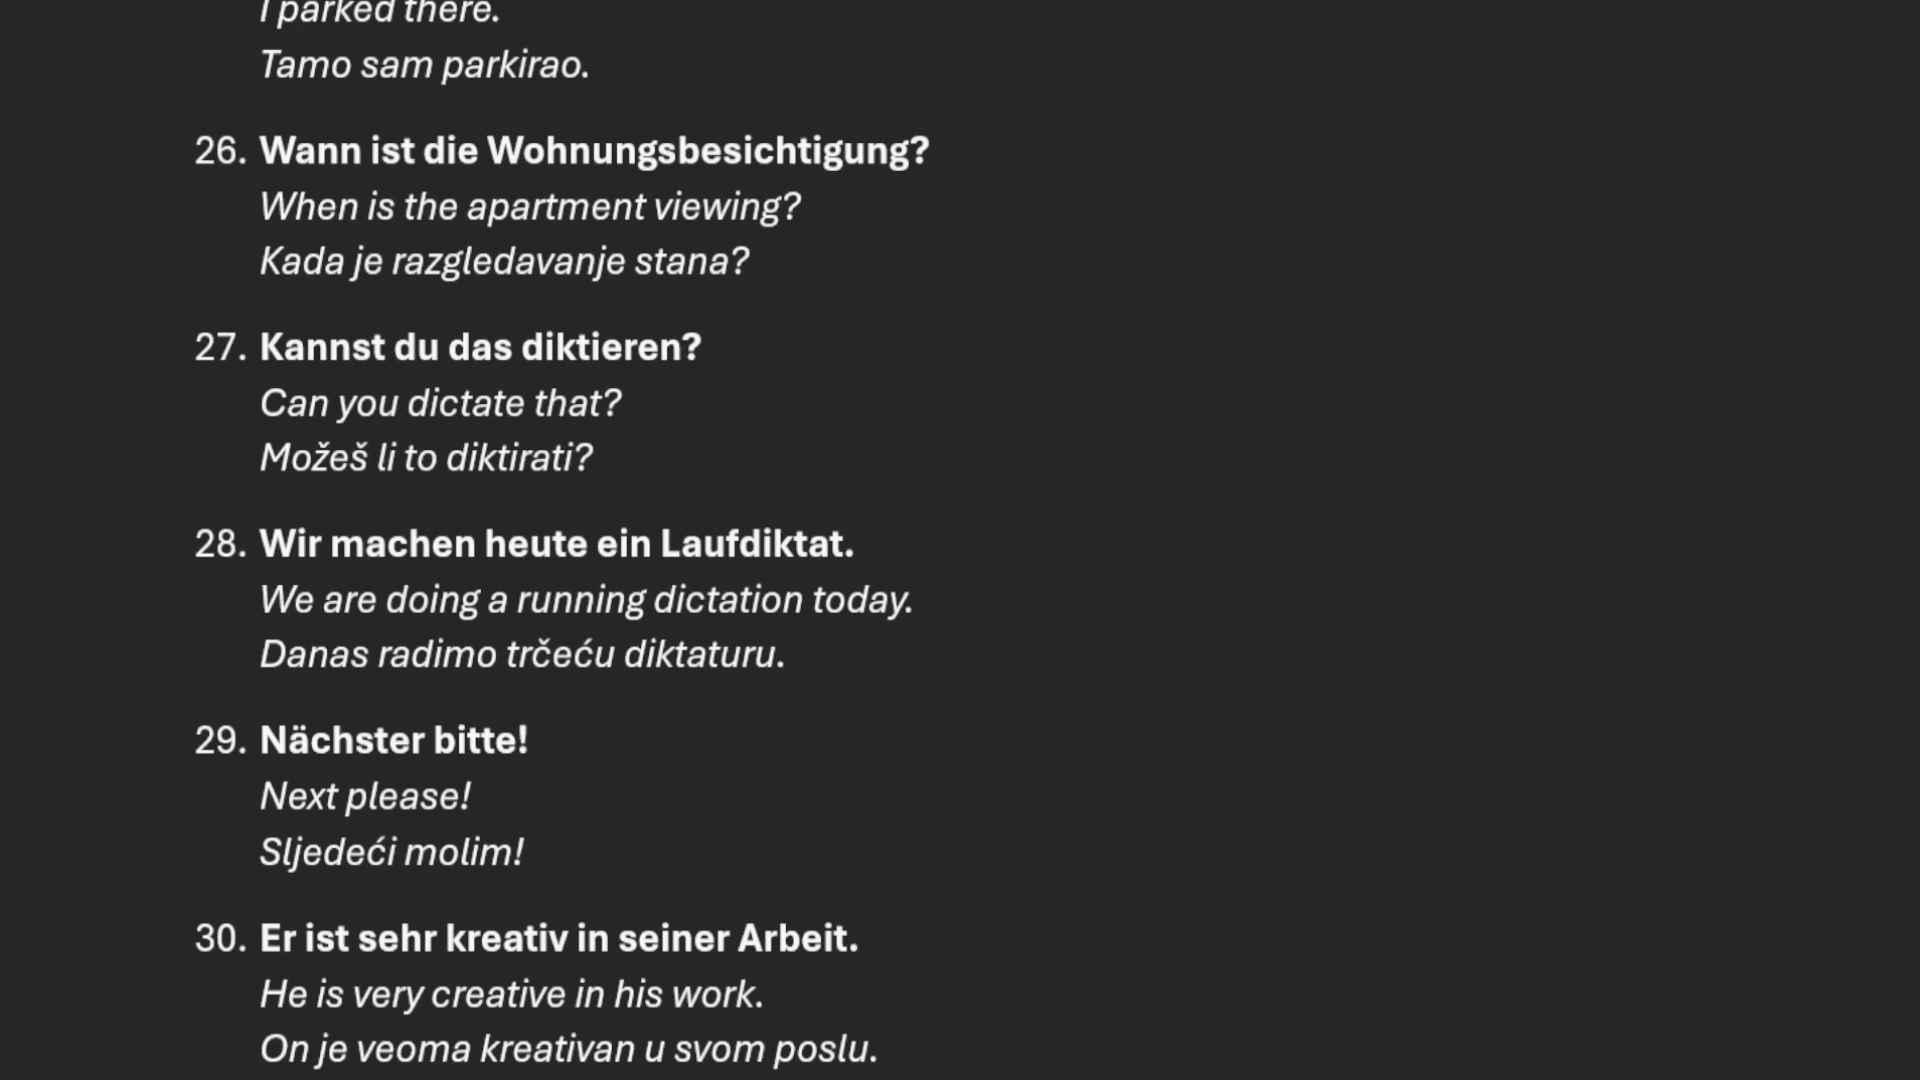 I parked there.
Tamo sam parkirao.
26. Wann ist die Wohnungsbesichtigung?
When is the apartment viewing?
Kada je razgledavanje stana?
27. Kannst du das diktieren?
Can you dictate that?
Možeš li to diktirati?
28. Wir machen heute ein Laufdiktat.
We are doing a running dictation today.
Danas radimo trčeću diktaturu.
29. Nächster bitte!
Next please!
Sljedeći molim!
30. Er ist sehr kreativ in seiner Arbeit.
He is very creative in his work.
On je veoma kreativan u svom poslu.